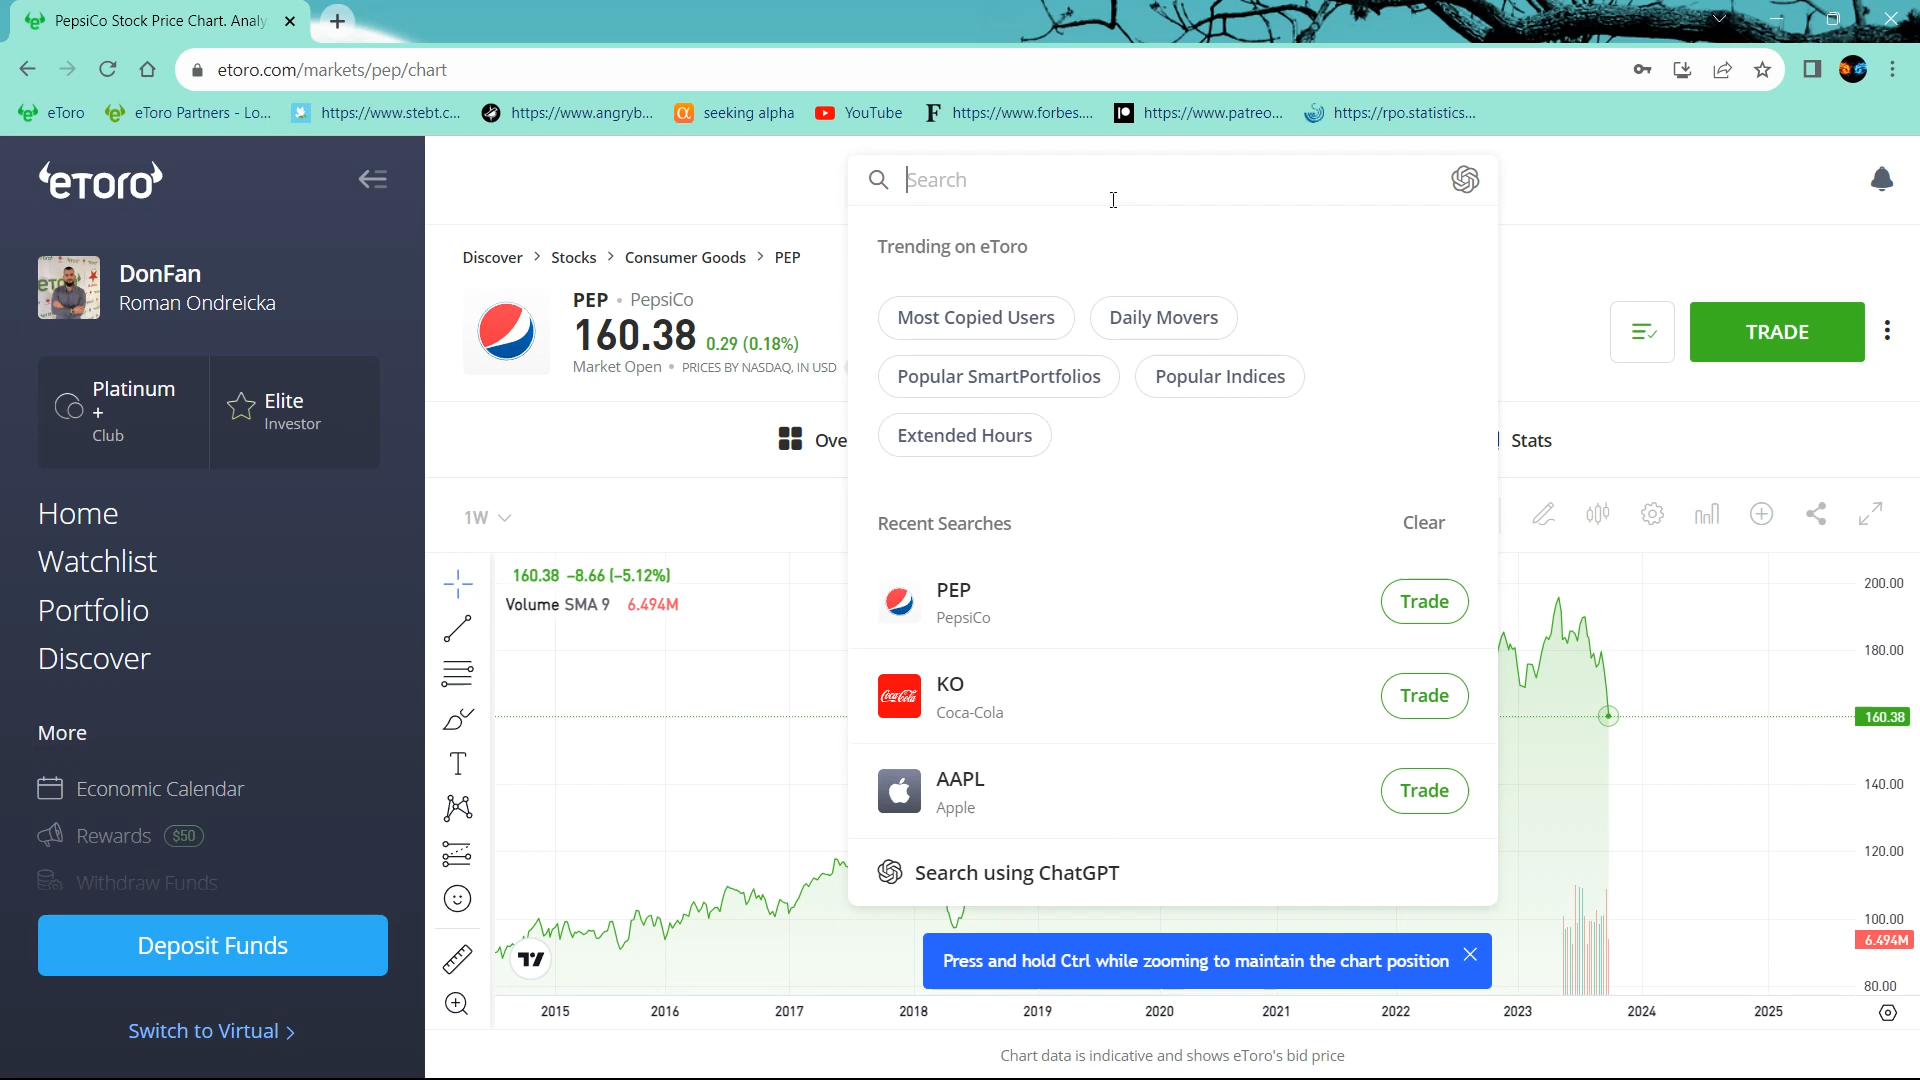 PepsiCo Stock Price Chart. Analy
etoro.com/markets/pep/chart
eToro
eToro Partners - Lo...
https://www.stebt.c...
https://www.angryb...
seeking alpha
YouTube
https://www.forbes....
https://www.patreo...
https://rpo.statistics...
eToro
DonFan
Roman Ondreicka
Platinum
+
Club
Elite
Investor
Home
Watchlist
Portfolio
Discover
More
Economic Calendar
Rewards $50
Withdraw Funds
Deposit Funds
Switch to Virtual >
Search
Discover > Stocks > Consumer Goods > PEP
PEP • PepsiCo
160.38 0.29 (0.18%)
Market Open • PRICES BY NASDAQ, IN USD
TRADE
Ove
Stats
Trending on eToro
Most Copied Users
Daily Movers
Popular SmartPortfolios
Popular Indices
Extended Hours
Recent Searches
Clear
PEP
PepsiCo
Trade
KO
Coca-Cola
Trade
AAPL
Apple
Trade
Search using ChatGPT
1W
160.38 −8.66 (−5.12%)
Volume SMA 9 6.494M
200.00
180.00
160.38
140.00
120.00
100.00
6.494M
80.00
Press and hold Ctrl while zooming to maintain the chart position
2015 2016 2017 2018 2019 2020 2021 2022 2023 2024 2025
Chart data is indicative and shows eToro's bid price